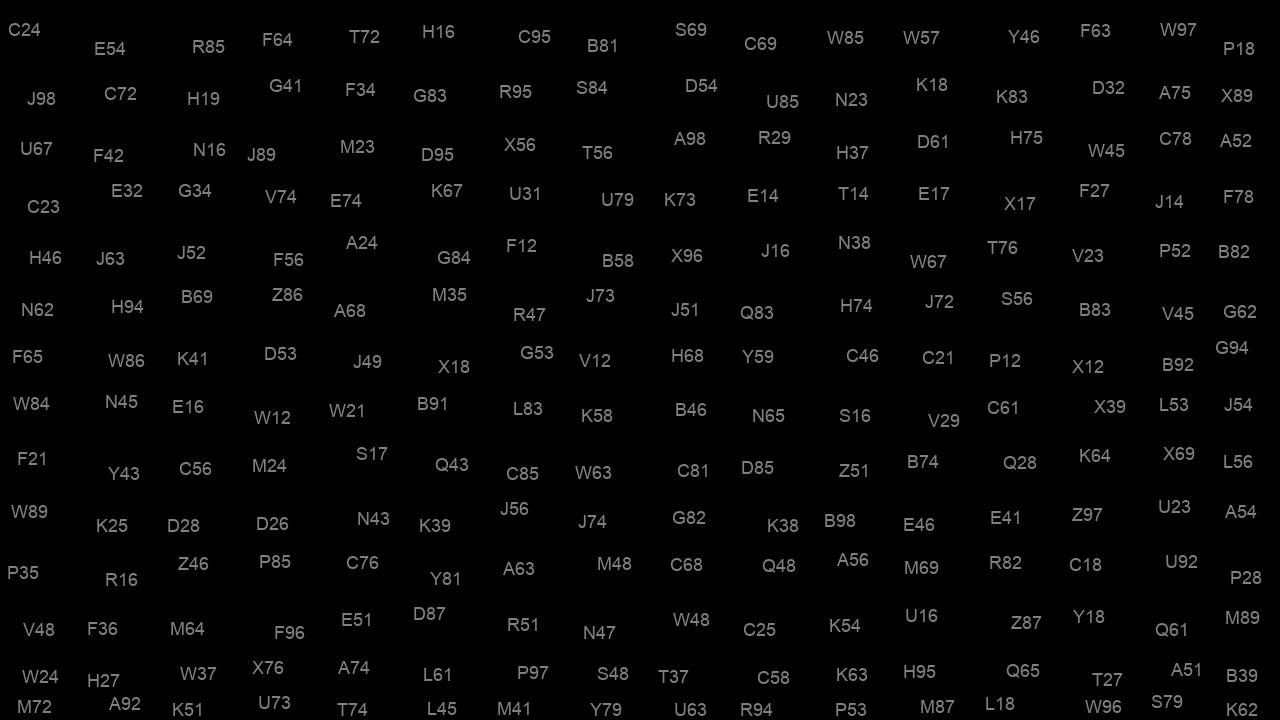 C24 E54 R85 F64 T72 H16 C95 B81 S69 C69 W85 W57 Y46 F63 W97 P18
J98 C72 H19 G41 F34 G83 R95 S84 D54 U85 N23 K18 K83 D32 A75 X89
U67 F42 N16 J89 M23 D95 X56 T56 A98 R29 H37 D61 H75 W45 C78 A52
C23 E32 G34 V74 E74 K67 U31 U79 K73 E14 T14 E17 X17 F27 J14 F78
H46 J63 J52 F56 A24 G84 F12 B58 X96 J16 N38 W67 T76 V23 P52 B82
N62 H94 B69 Z86 A68 M35 R47 J73 J51 Q83 H74 J72 S56 B83 V45 G62
F65 W86 K41 D53 J49 X18 G53 V12 H68 Y59 C46 C21 P12 X12 B92 G94
W84 N45 E16 W12 W21 B91 L83 K58 B46 N65 S16 V29 C61 X39 L53 J54
F21 Y43 C56 M24 S17 Q43 C85 W63 C81 D85 Z51 B74 Q28 K64 X69 L56
W89 K25 D28 D26 N43 K39 J56 J74 G82 K38 B98 E46 E41 Z97 U23 A54
P35 R16 Z46 P85 C76 Y81 A63 M48 C68 Q48 A56 M69 R82 C18 U92 P28
V48 F36 M64 F96 E51 D87 R51 N47 W48 C25 K54 U16 Z87 Y18 Q61 M89
W24 H27 W37 X76 A74 L61 P97 S48 T37 C58 K63 H95 Q65 T27 A51 B39
M72 A92 K51 U73 T74 L45 M41 Y79 U63 R94 P53 M87 L18 W96 S79 K62